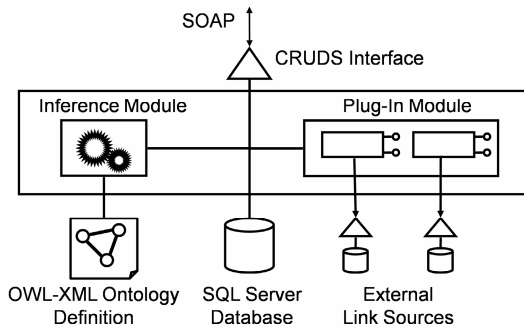 SOAP
CRUDS Interface
Inference Module
Plug-In Module
OWL-XML Ontology
Definition
SQL Server
Database
External
Link Sources